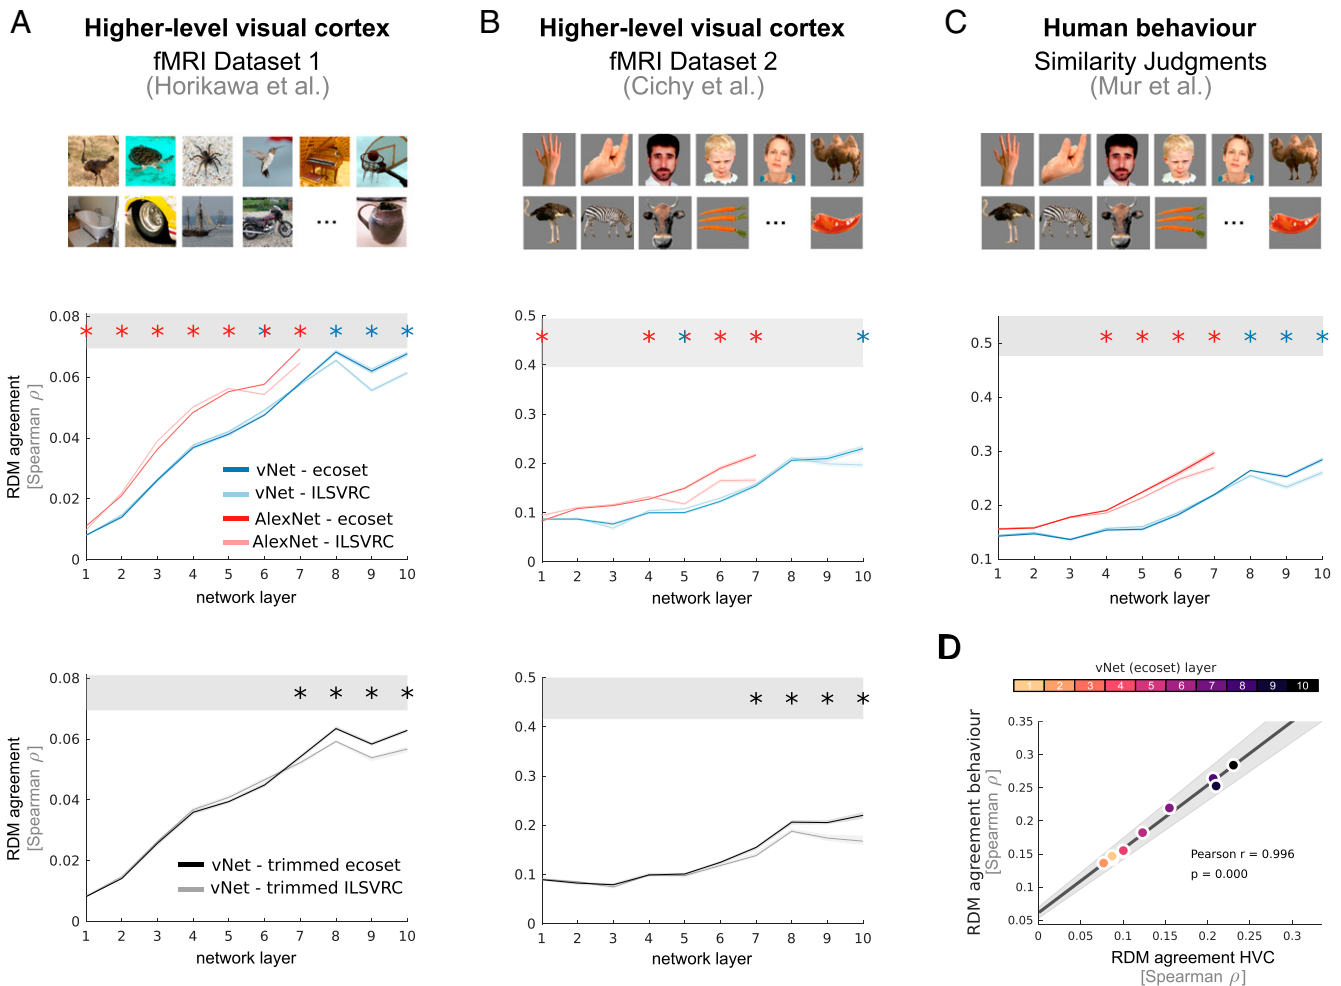 A
Higher-level visual cortex
fMRI Dataset 1
(Horikawa et al.)
B
Higher-level visual cortex
fMRI Dataset 2
(Cichy et al.)
C
Human behaviour
Similarity Judgments
(Mur et al.)
RDM agreement
[Spearman ρ]
0.08
0.06
0.04
0.02
0
* * * * * * * * * *
vNet - ecoset
vNet - ILSVRC
AlexNet - ecoset
AlexNet - ILSVRC
1 2 3 4 5 6 7 8 9 10
network layer
0.5
0.4
0.3
0.2
0.1
0
* * * * * *
1 2 3 4 5 6 7 8 9 10
network layer
0.5
0.4
0.3
0.2
0.1
* * * * * * *
1 2 3 4 5 6 7 8 9 10
network layer
RDM agreement
[Spearman ρ]
0.08
0.06
0.04
0.02
0
* * * *
vNet - trimmed ecoset
vNet - trimmed ILSVRC
1 2 3 4 5 6 7 8 9 10
network layer
0.5
0.4
0.3
0.2
0.1
0
* * * *
1 2 3 4 5 6 7 8 9 10
network layer
D
vNet (ecoset) layer
1 2 3 4 5 6 7 8 9 10
RDM agreement behaviour
[Spearman ρ]
0.35
0.3
0.25
0.2
0.15
0.1
0.05
Pearson r = 0.996
p = 0.000
0 0.05 0.1 0.15 0.2 0.25 0.3
RDM agreement HVC
[Spearman ρ]